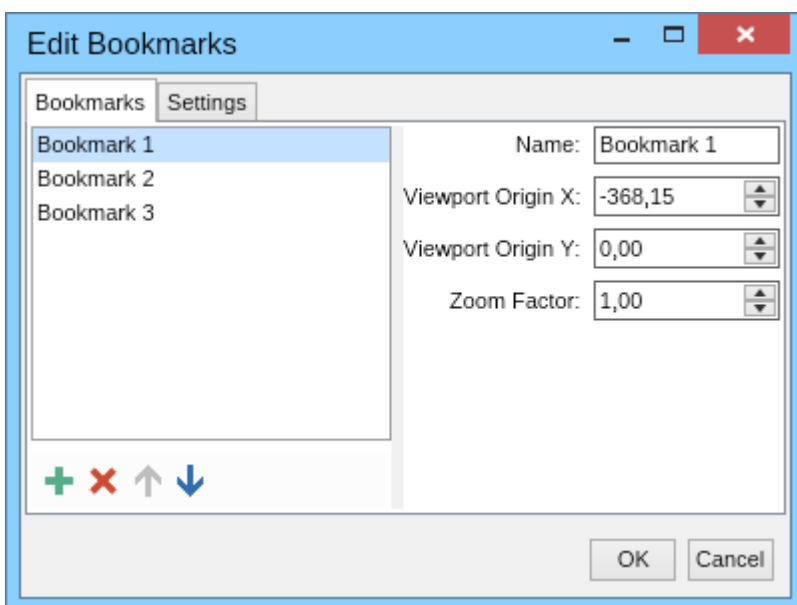 Edit Bookmarks
Bookmarks Settings
Bookmark 1
Bookmark 2
Bookmark 3
Name: Bookmark 1
Viewport Origin X: -368,15
Viewport Origin Y: 0,00
Zoom Factor: 1,00
OK Cancel